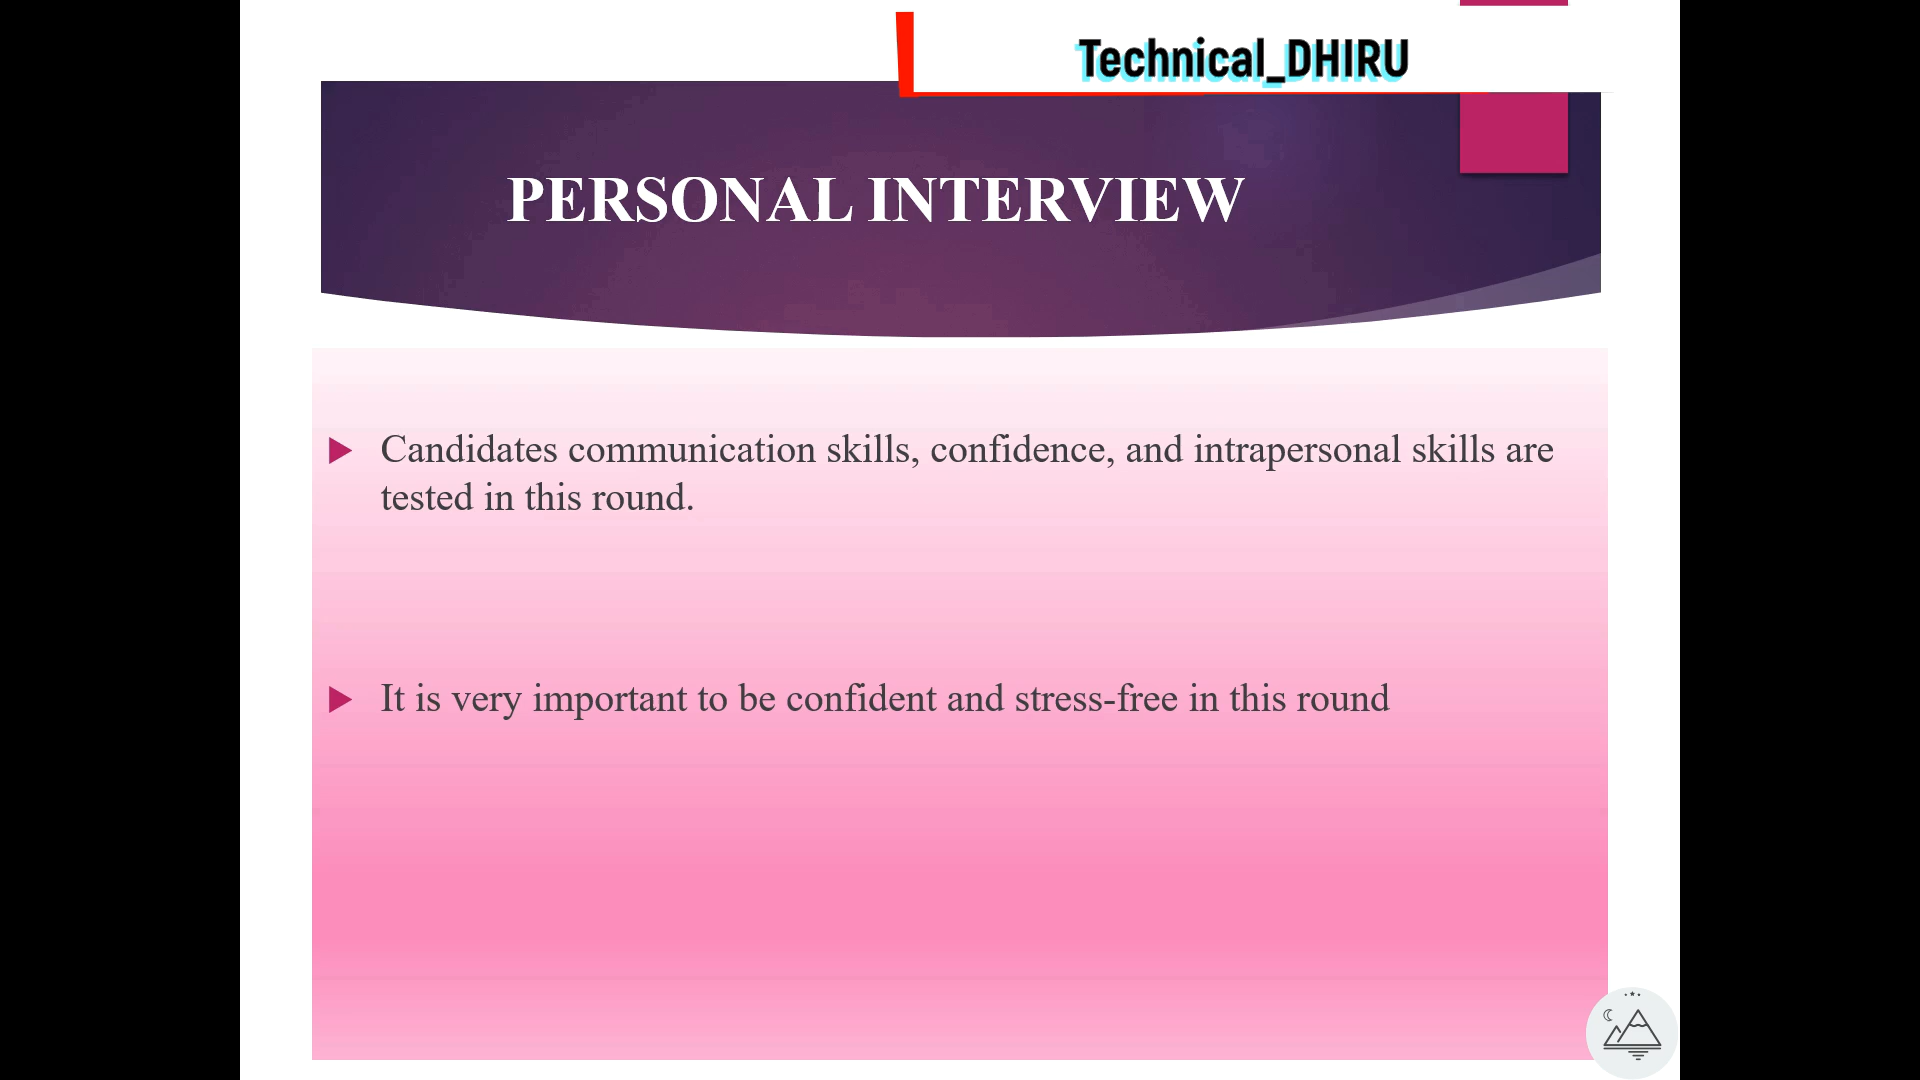 Technical_DHIRU
PERSONAL INTERVIEW
Candidates communication skills, confidence, and intrapersonal skills are
tested in this round.
It is very important to be confident and stress-free in this round